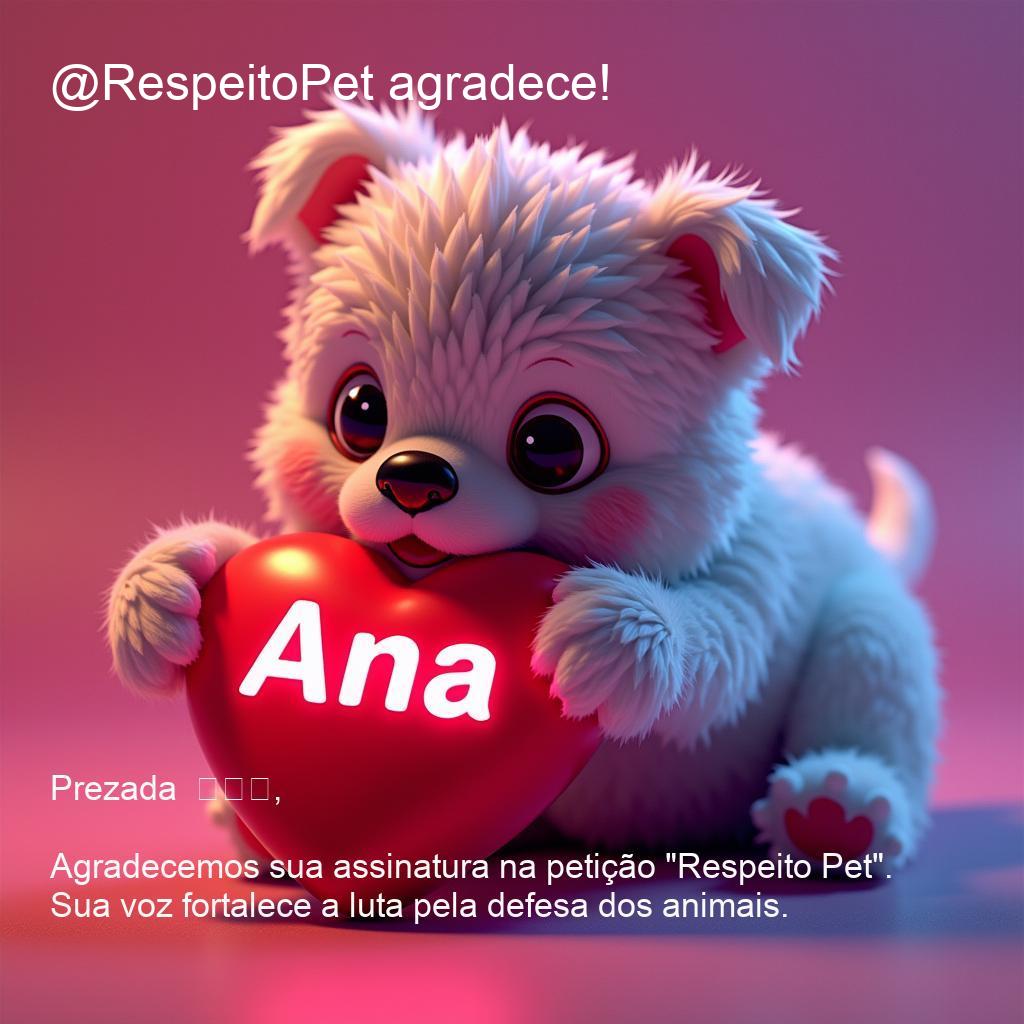 @RespeitoPet agradece!
Ana
Prezada ,
Agradecemos sua assinatura na petição "Respeito Pet".
Sua voz fortalece a luta pela defesa dos animais.